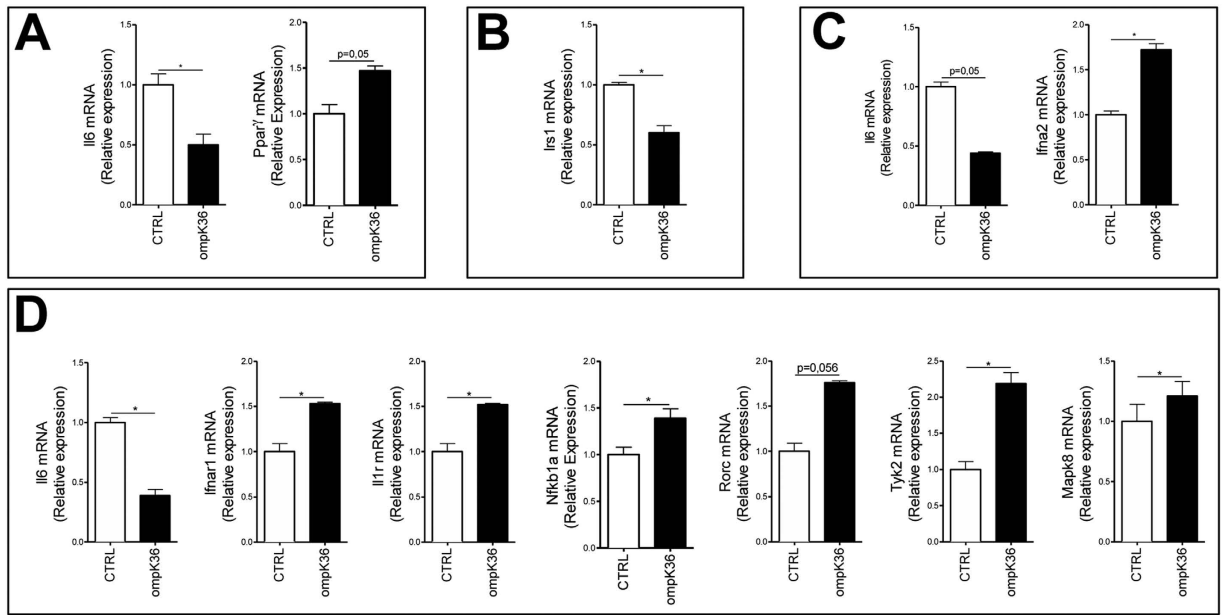 A
Il6 mRNA
(Relative expression)
1.5
1.0
0.5
0.0
*
CTRL
ompK36
Pparγ mRNA
(Relative Expression)
2.0
1.5
1.0
0.5
0.0
p=0,05
CTRL
ompK36
B
Irs1 mRNA
(Relative expression)
1.5
1.0
0.5
0.0
*
CTRL
ompK36
C
Il6 mRNA
(Relative expression)
1.5
1.0
0.5
0.0
p=0,05
CTRL
ompK36
Ifna2 mRNA
(Relative expression)
2.0
1.5
1.0
0.5
0.0
*
CTRL
ompK36
D
Il6 mRNA
(Relative expression)
1.5
1.0
0.5
0.0
*
CTRL
ompK36
Ifnar1 mRNA
(Relative expression)
2.0
1.5
1.0
0.5
0.0
*
CTRL
ompK36
Il1r mRNA
(Relative expression)
2.0
1.5
1.0
0.5
0.0
*
CTRL
ompK36
Nfkb1a mRNA
(Relative Expression)
2.0
1.5
1.0
0.5
0.0
*
CTRL
ompK36
Rorc mRNA
(Relative expression)
2.0
1.5
1.0
0.5
0.0
p=0,056
CTRL
ompK36
Tyk2 mRNA
(Relative expression)
2.5
2.0
1.5
1.0
0.5
0.0
*
CTRL
ompK36
Mapk8 mRNA
(Relative expression)
1.5
1.0
0.5
0.0
*
CTRL
ompK36